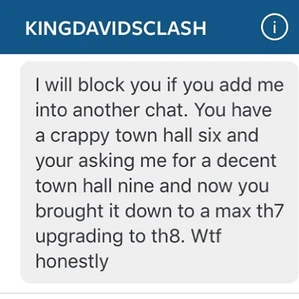 KINGDAVIDSCLASH
I will block you if you add me
into another chat. You have
a crappy town hall six and
your asking me for a decent
town hall nine and now you
brought it down to a max th7
upgrading to th8. Wtf
honestly